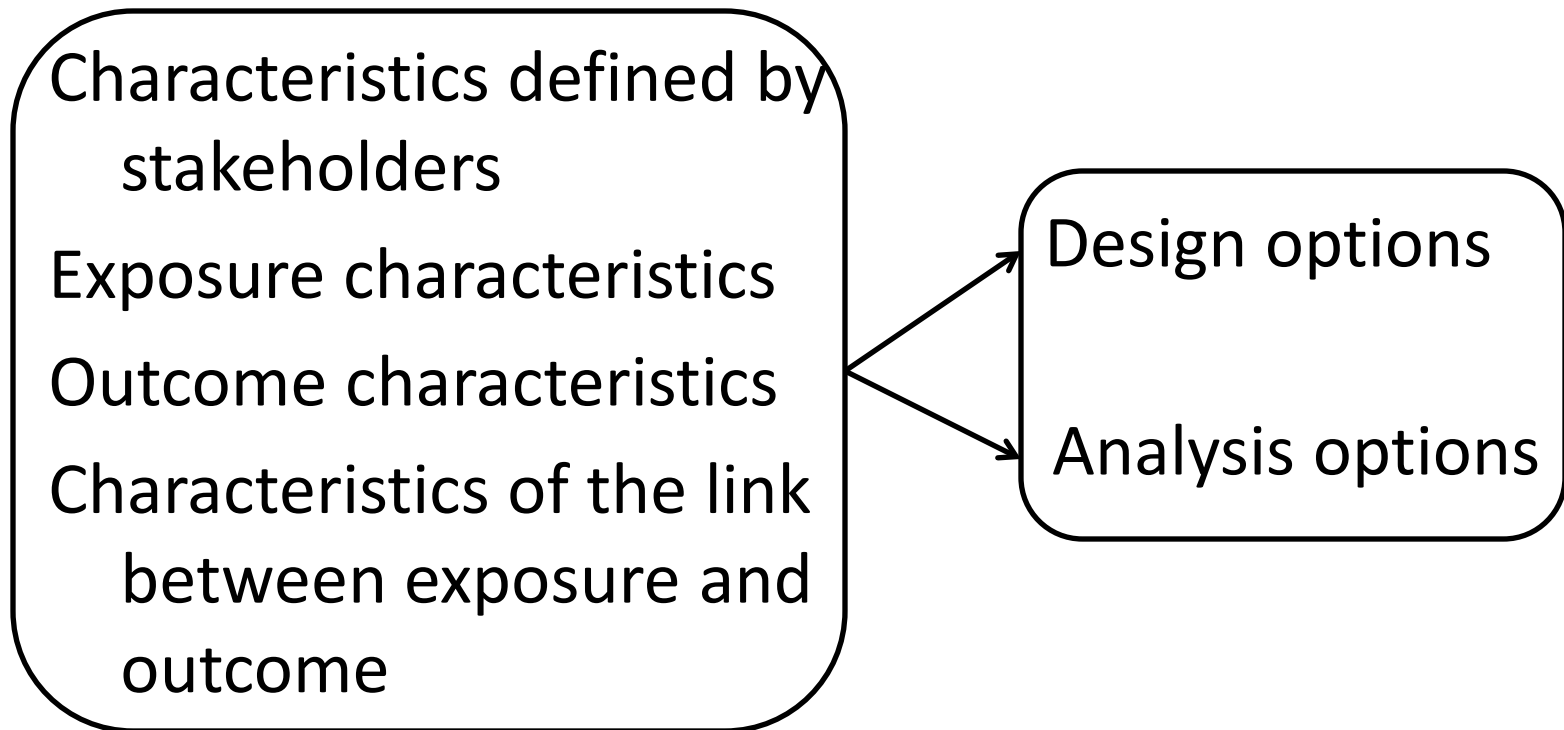 Characteristics defined by
stakeholders
Exposure characteristics
Outcome characteristics
Characteristics of the link
between exposure and
outcome
Design options
Analysis options